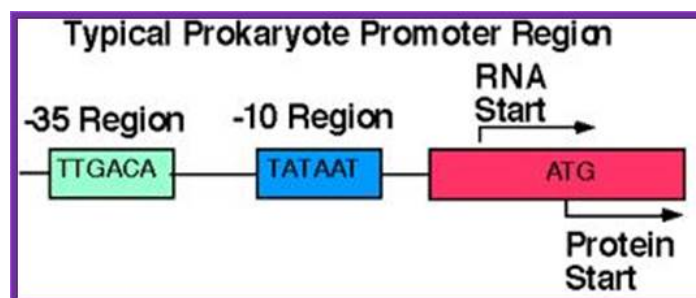 Typical Prokaryote Promoter Region
RNA
Start
-35 Region
-10 Region
TTGACA
TATAAT
ATG
Protein
Start